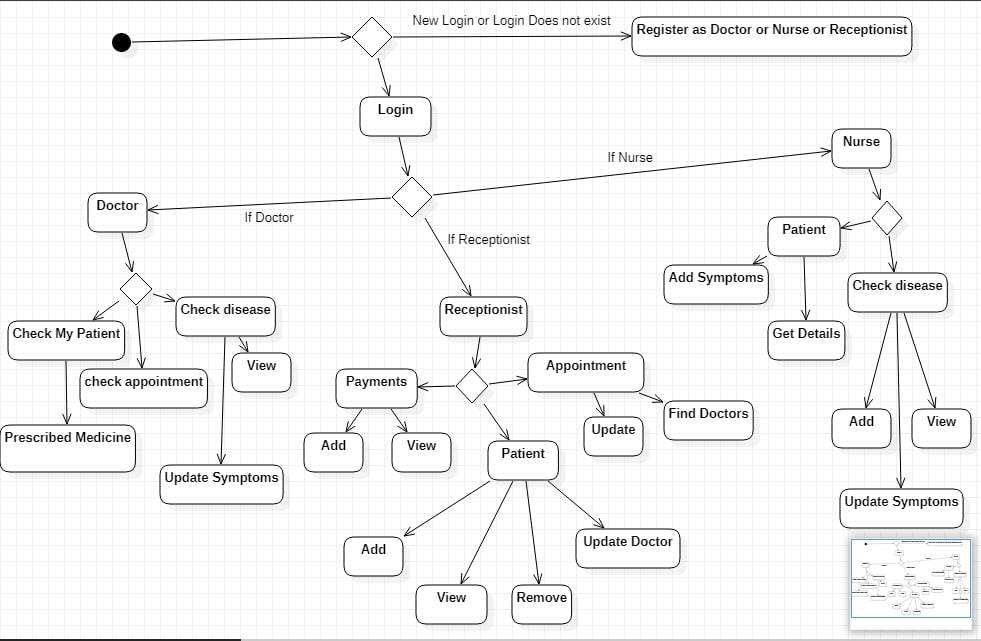 New Login or Login Does not exist
Register as Doctor or Nurse or Receptionist
Login
Nurse
If Nurse
Doctor
If Doctor
If Receptionist
Patient
Add Symptoms
Check disease
Get Details
Check My Patient
Check disease
Receptionist
check appointment
View
Payments
Appointment
Find Doctors
Add
View
Prescribed Medicine
Add
View
Update
Patient
Update Symptoms
Update Symptoms
Add
Update Doctor
View
Remove